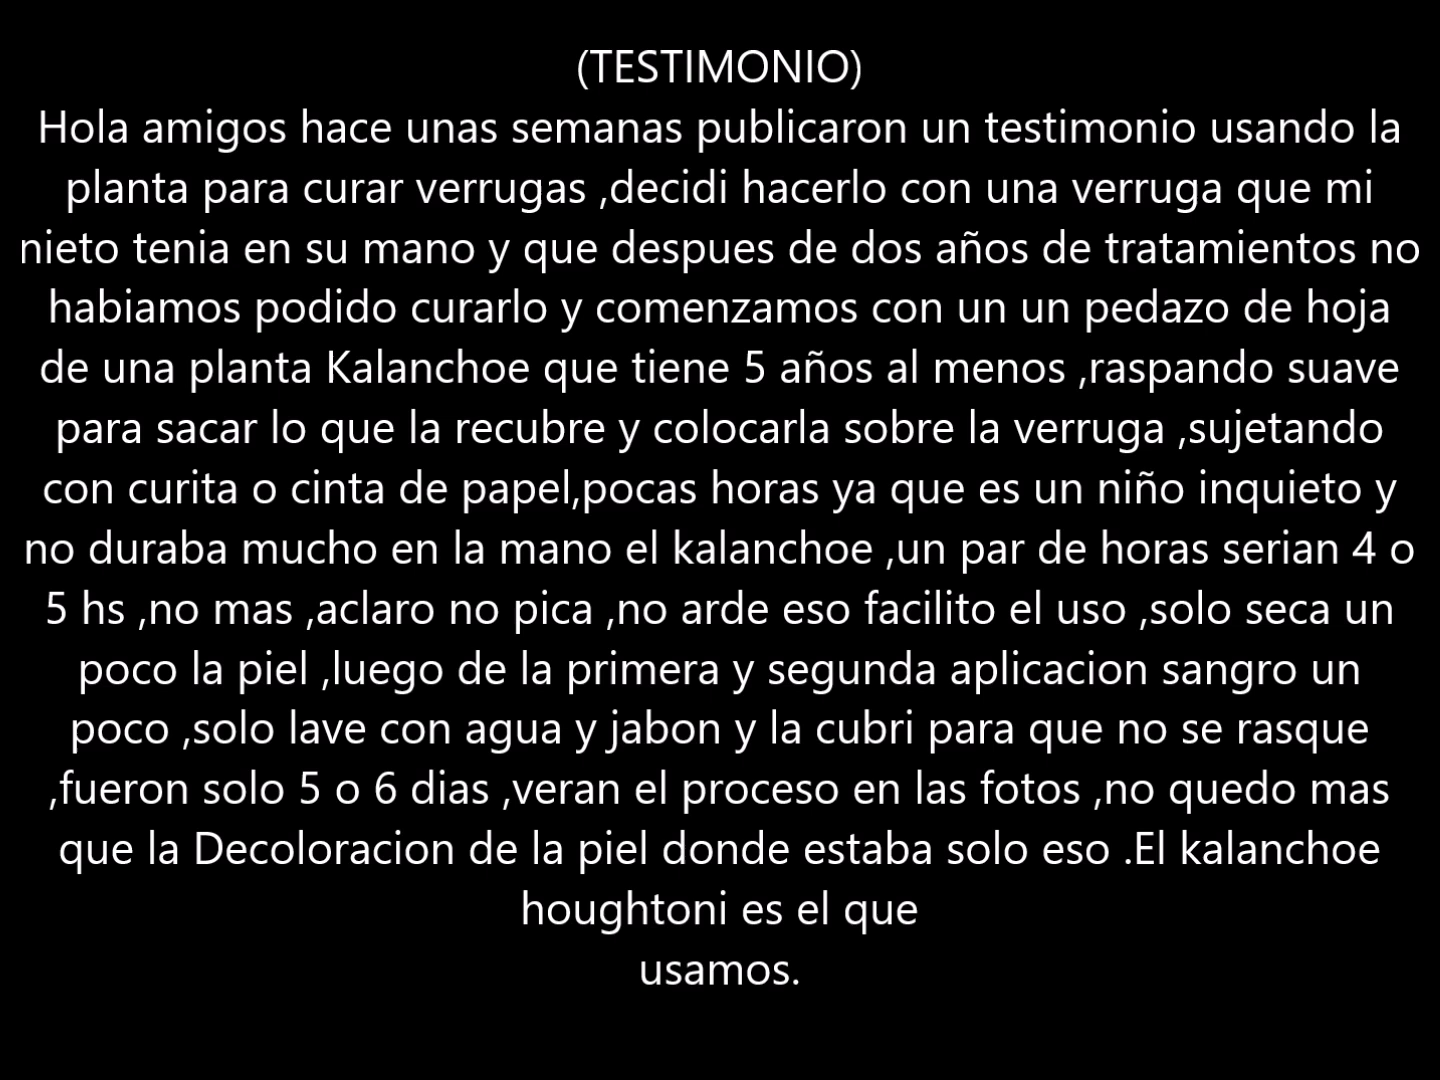 (TESTIMONIO)
Hola amigos hace unas semanas publicaron un testimonio usando la
planta para curar verrugas ,decidi hacerlo con una verruga que mi
nieto tenia en su mano y que despues de dos años de tratamientos no
habiamos podido curarlo y comenzamos con un un pedazo de hoja
de una planta Kalanchoe que tiene 5 años al menos ,raspando suave
para sacar lo que la recubre y colocarla sobre la verruga ,sujetando
con curita o cinta de papel,pocas horas ya que es un niño inquieto y
no duraba mucho en la mano el kalanchoe ,un par de horas serian 4 o
5 hs ,no mas ,aclaro no pica ,no arde eso facilito el uso ,solo seca un
poco la piel ,luego de la primera y segunda aplicacion sangro un
poco ,solo lave con agua y jabon y la cubri para que no se rasque
,fueron solo 5 o 6 dias ,veran el proceso en las fotos ,no quedo mas
que la Decoloracion de la piel donde estaba solo eso .El kalanchoe
houghtoni es el que
usamos.